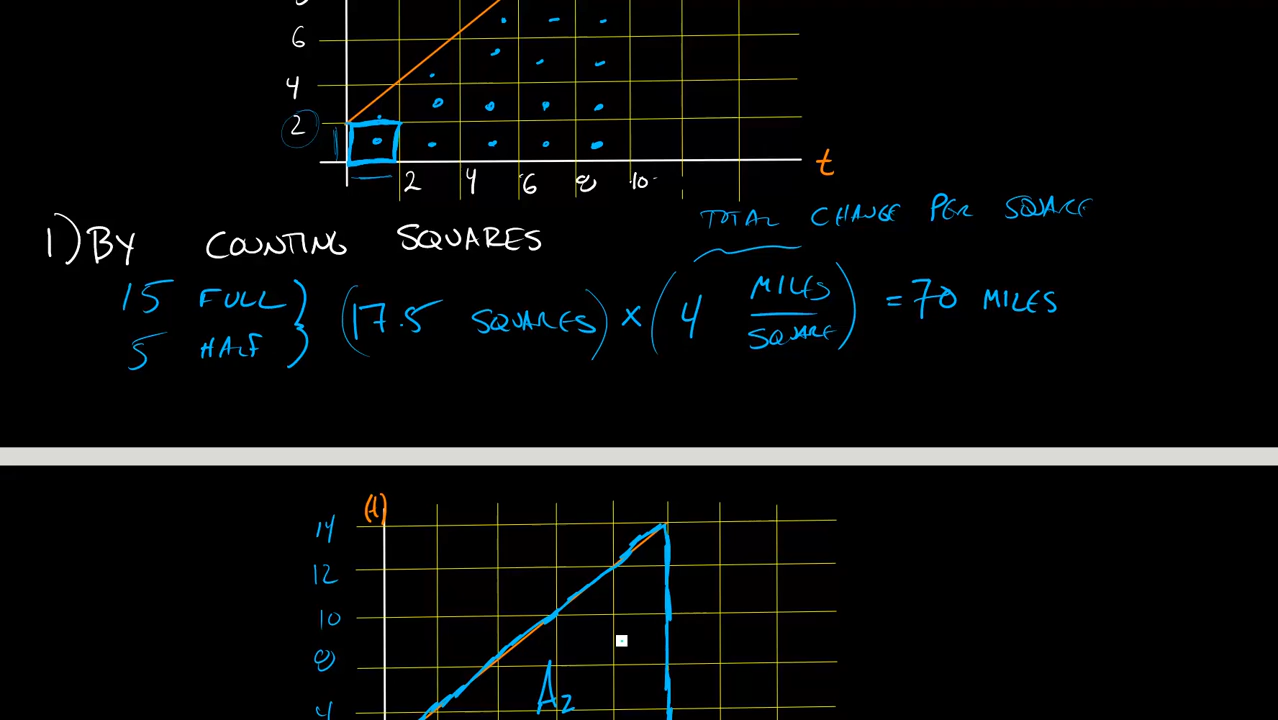 6
4
2
t
2 4 6 8 10
TOTAL CHANGE PER SQUARE
1) BY COUNTING SQUARES
15 FULL
5 HALF
(17.5 SQUARES) × (4 MILES/SQUARE) = 70 MILES
14
12
10
8
4
A2